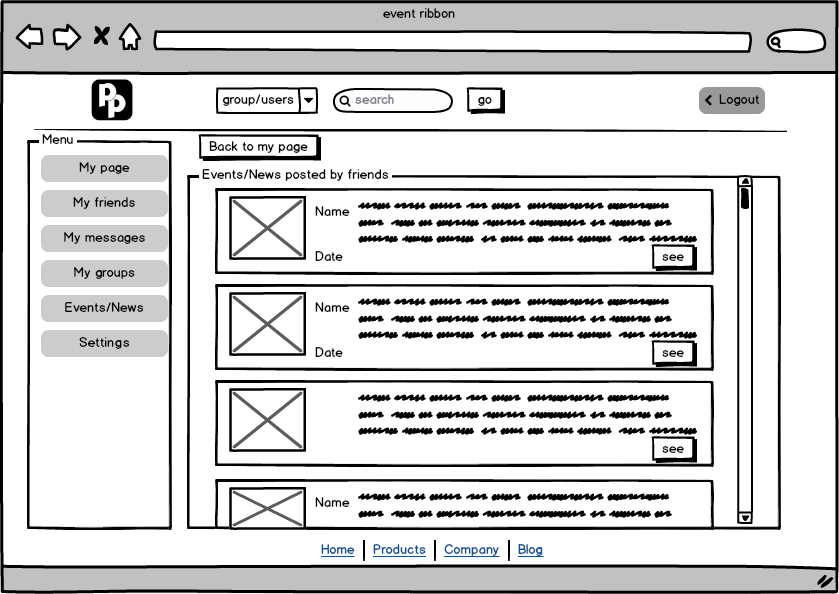 event ribbon
Pp
group/users
search
go
Logout
Menu
My page
My friends
My messages
My groups
Events/News
Settings
Back to my page
Events/News posted by friends
Name
Date
see
Name
Date
see
see
Name
Home
Products
Company
Blog